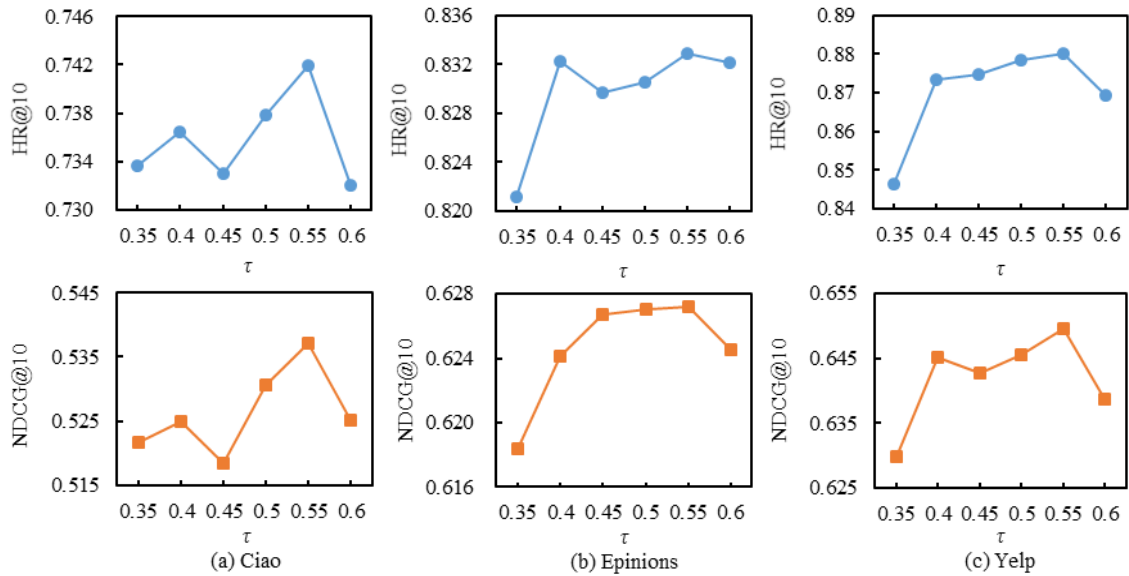 HR@10
0.746
0.742
0.738
0.734
0.730
0.35 0.4 0.45 0.5 0.55 0.6
τ
HR@10
0.836
0.832
0.828
0.824
0.820
0.35 0.4 0.45 0.5 0.55 0.6
τ
HR@10
0.89
0.88
0.87
0.86
0.85
0.84
0.35 0.4 0.45 0.5 0.55 0.6
τ
NDCG@10
0.545
0.535
0.525
0.515
0.35 0.4 0.45 0.5 0.55 0.6
τ
(a) Ciao
NDCG@10
0.628
0.624
0.620
0.616
0.35 0.4 0.45 0.5 0.55 0.6
τ
(b) Epinions
NDCG@10
0.655
0.645
0.635
0.625
0.35 0.4 0.45 0.5 0.55 0.6
τ
(c) Yelp